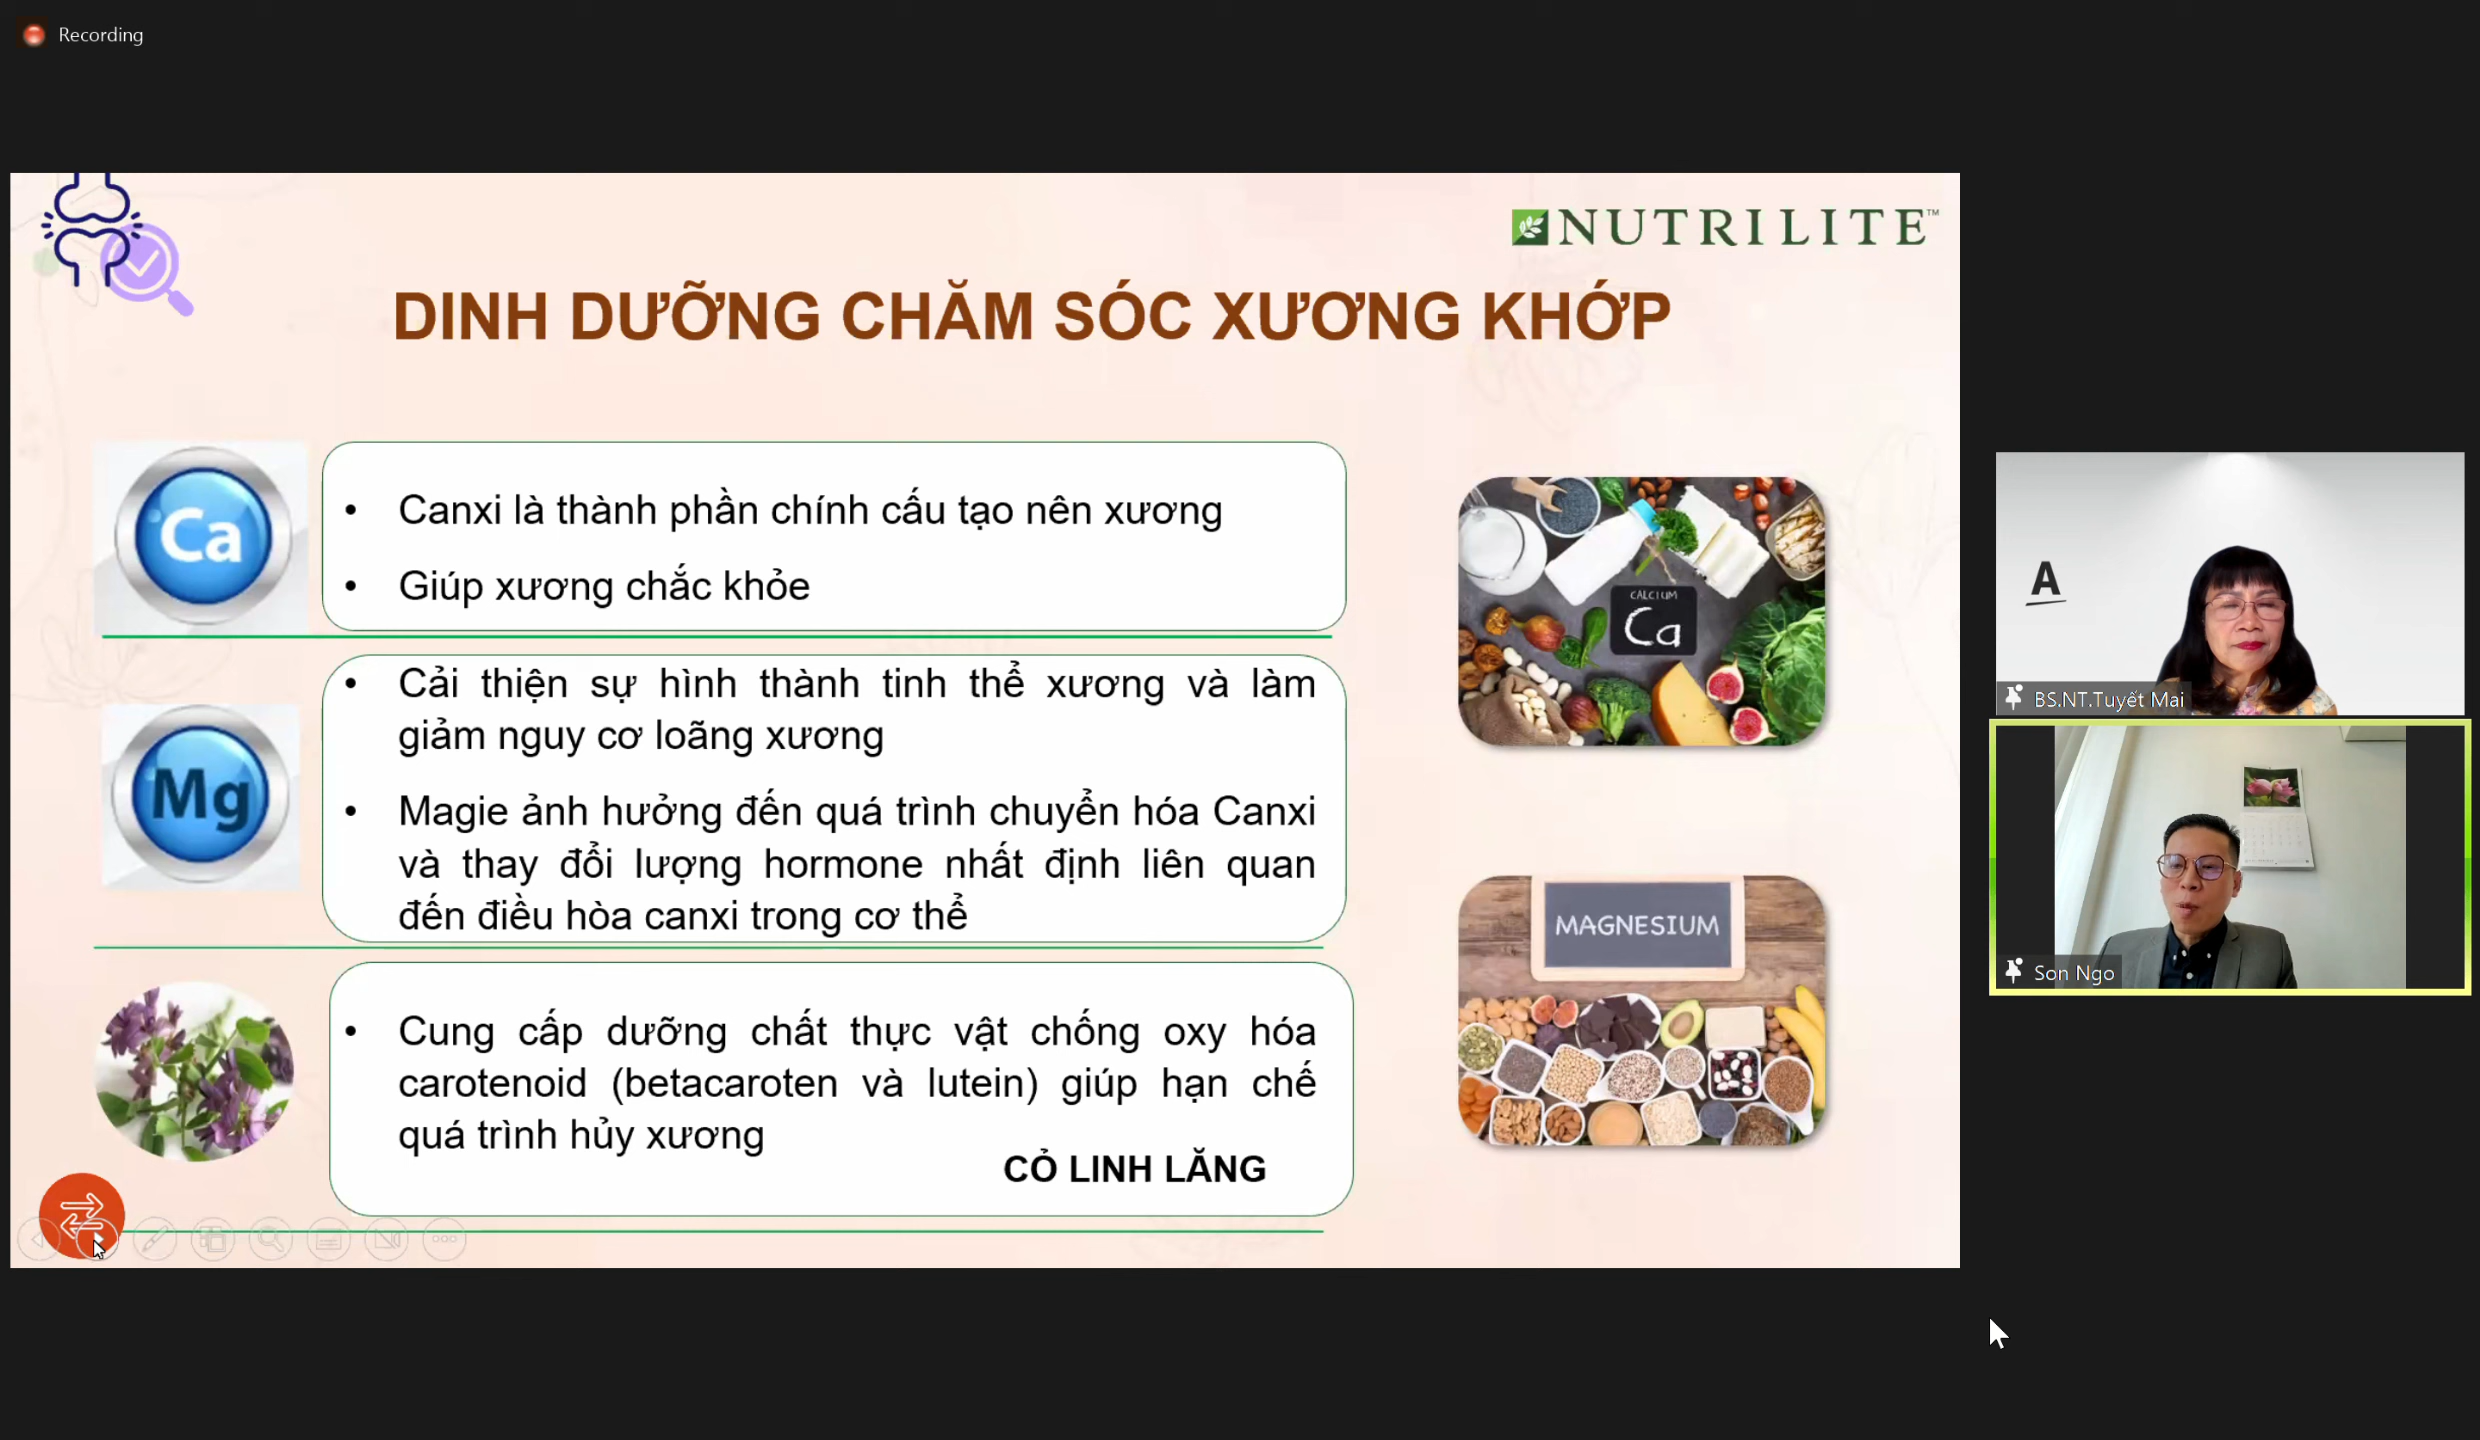 Recording
NUTRILITE™
DINH DƯỠNG CHĂM SÓC XƯƠNG KHỚP
Ca
• Canxi là thành phần chính cấu tạo nên xương
• Giúp xương chắc khỏe
CALCIUM
Ca
Mg
• Cải thiện sự hình thành tinh thể xương và làm
giảm nguy cơ loãng xương
• Magie ảnh hưởng đến quá trình chuyển hóa Canxi
và thay đổi lượng hormone nhất định liên quan
đến điều hòa canxi trong cơ thể
MAGNESIUM
• Cung cấp dưỡng chất thực vật chống oxy hóa
carotenoid (betacaroten và lutein) giúp hạn chế
quá trình hủy xương
CỎ LINH LĂNG
A
BS.NT.Tuyết Mai
Son Ngo